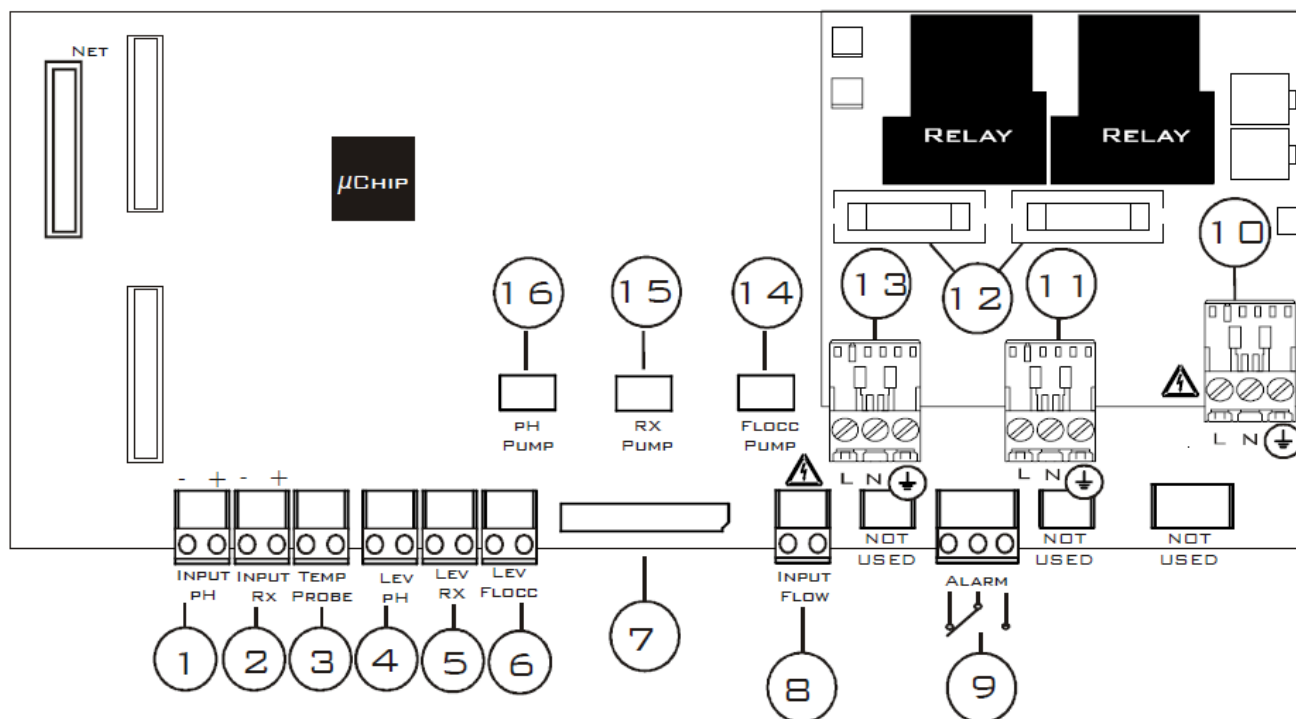 NET
µCHIP
RELAY
RELAY
10
16
15
14
13
12
11
PH
PUMP
RX
PUMP
FLOCC
PUMP
L N
L N
L N
- + - +
INPUT
PH
INPUT
RX
TEMP
PROBE
LEV
PH
LEV
RX
LEV
FLOCC
INPUT
FLOW
NOT
USED
ALARM
NOT
USED
NOT
USED
1
2
3
4
5
6
7
8
9